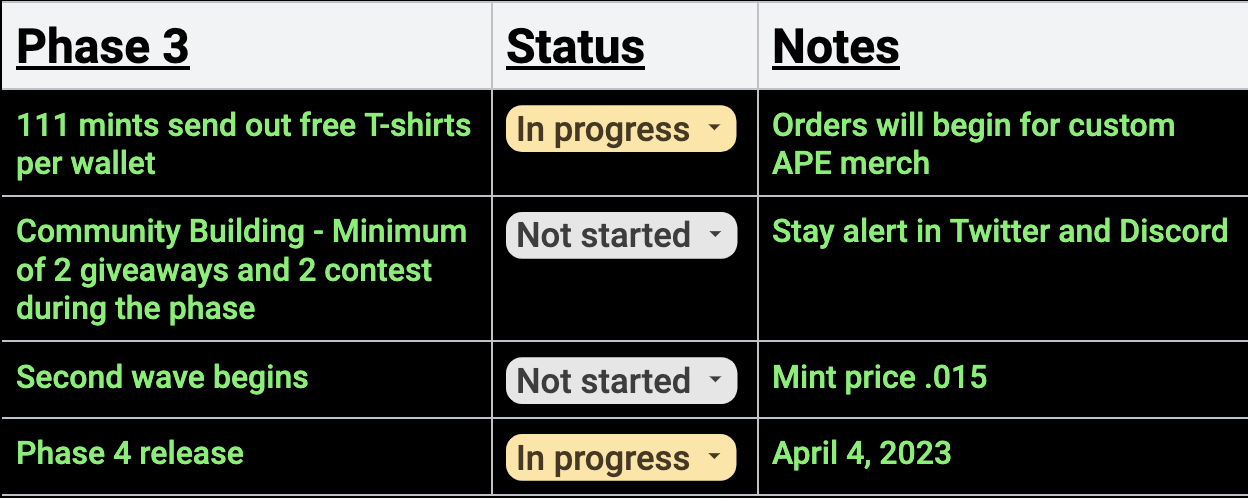 Phase 3
Status
Notes
111 mints send out free T-shirts
per wallet
In progress
Orders will begin for custom
APE merch
Community Building - Minimum
of 2 giveaways and 2 contest
during the phase
Not started
Stay alert in Twitter and Discord
Second wave begins
Not started
Mint price .015
Phase 4 release
In progress
April 4, 2023